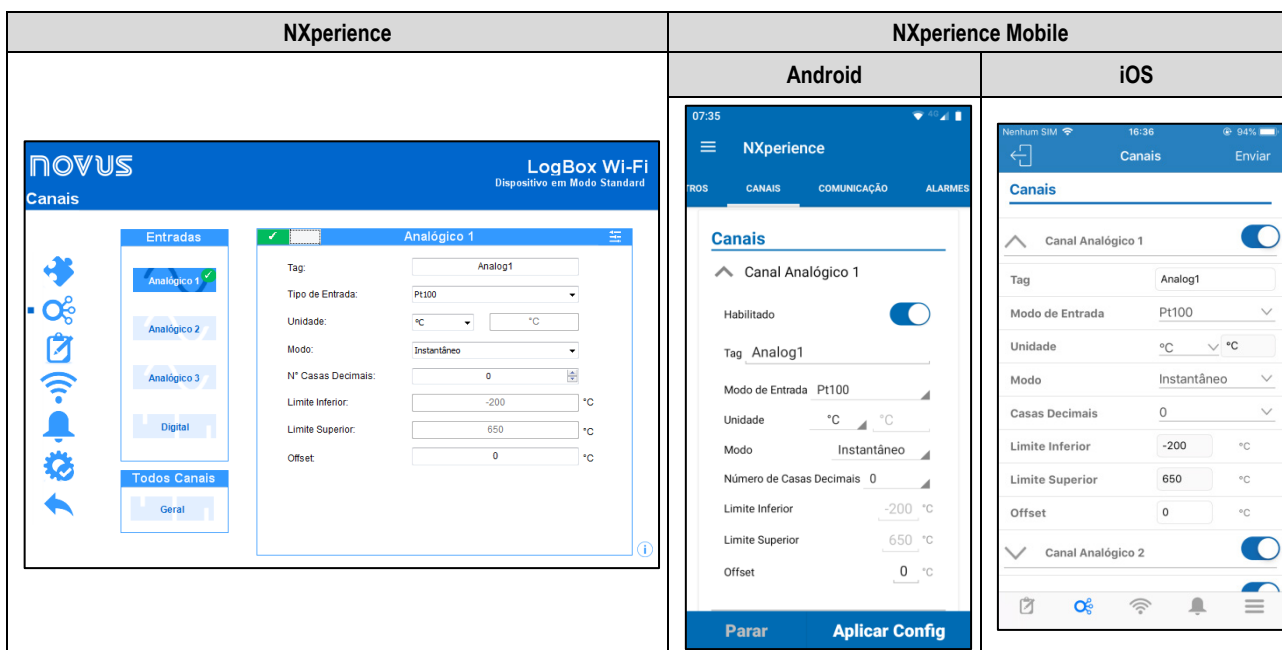 NXperience
NXperience Mobile
Android
iOS
NOVUS
LogBox Wi-Fi
Dispositivo em Modo Standard
Canais
Entradas
Analógico 1
Analógico 2
Analógico 3
Digital
Todos Canais
Geral
Analógico 1
Tag: Analog1
Tipo de Entrada: Pt100
Unidade: ºC °C
Modo: Instantâneo
N° Casas Decimais: 0
Limite Inferior: -200 °C
Limite Superior: 650 °C
Offset: 0 °C
i
07:35 4G
NXperience
TROS CANAIS COMUNICAÇÃO ALARMES
Canais
Canal Analógico 1
Habilitado
Tag Analog1
Modo de Entrada Pt100
Unidade °C °C
Modo Instantâneo
Número de Casas Decimais 0
Limite Inferior -200 °C
Limite Superior 650 °C
Offset 0 °C
Parar Aplicar Config
Nenhum SIM 16:36 94%
Canais Enviar
Canais
Canal Analógico 1
Tag Analog1
Modo de Entrada Pt100
Unidade ºC °C
Modo Instantâneo
Casas Decimais 0
Limite Inferior -200 °C
Limite Superior 650 °C
Offset 0 °C
Canal Analógico 2